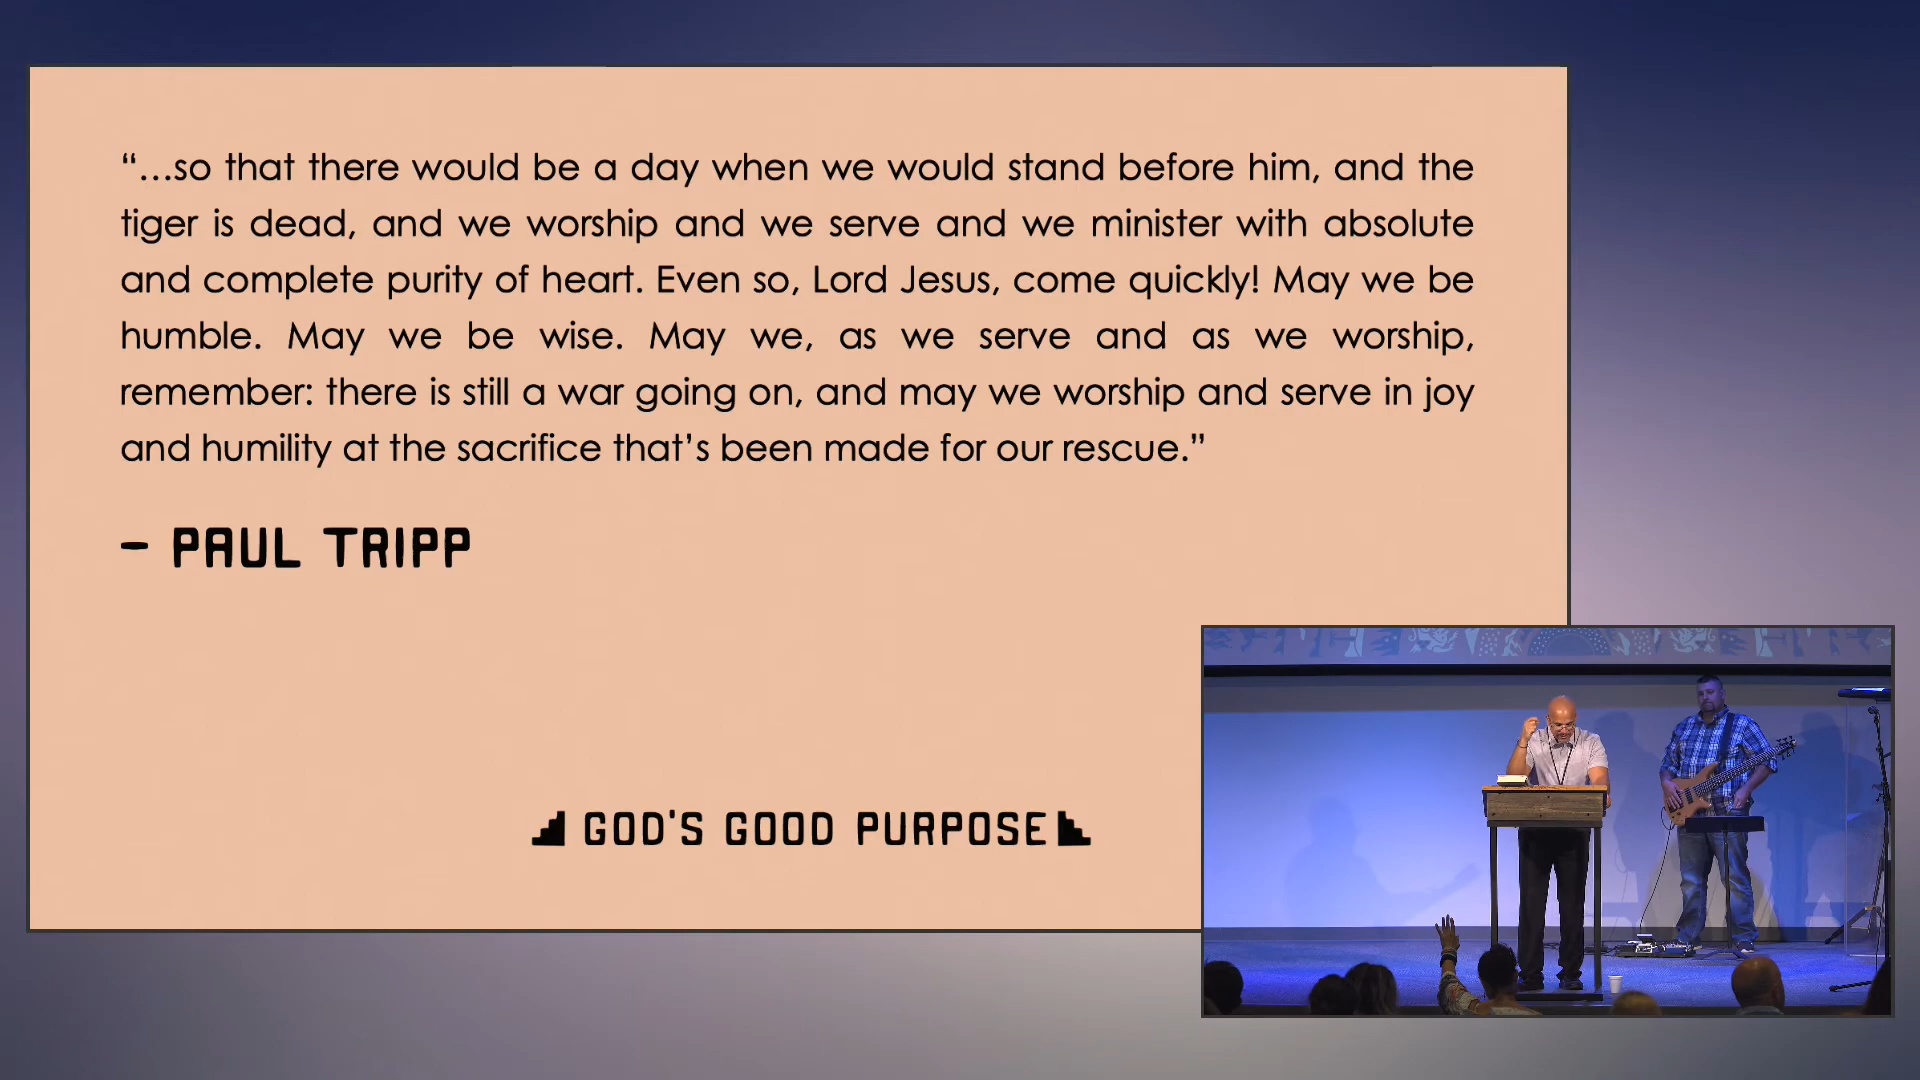 “…so that there would be a day when we would stand before him, and the
tiger is dead, and we worship and we serve and we minister with absolute
and complete purity of heart. Even so, Lord Jesus, come quickly! May we be
humble. May we be wise. May we, as we serve and as we worship,
remember: there is still a war going on, and may we worship and serve in joy
and humility at the sacrifice that’s been made for our rescue.”
– PAUL TRIPP
GOD'S GOOD PURPOSE